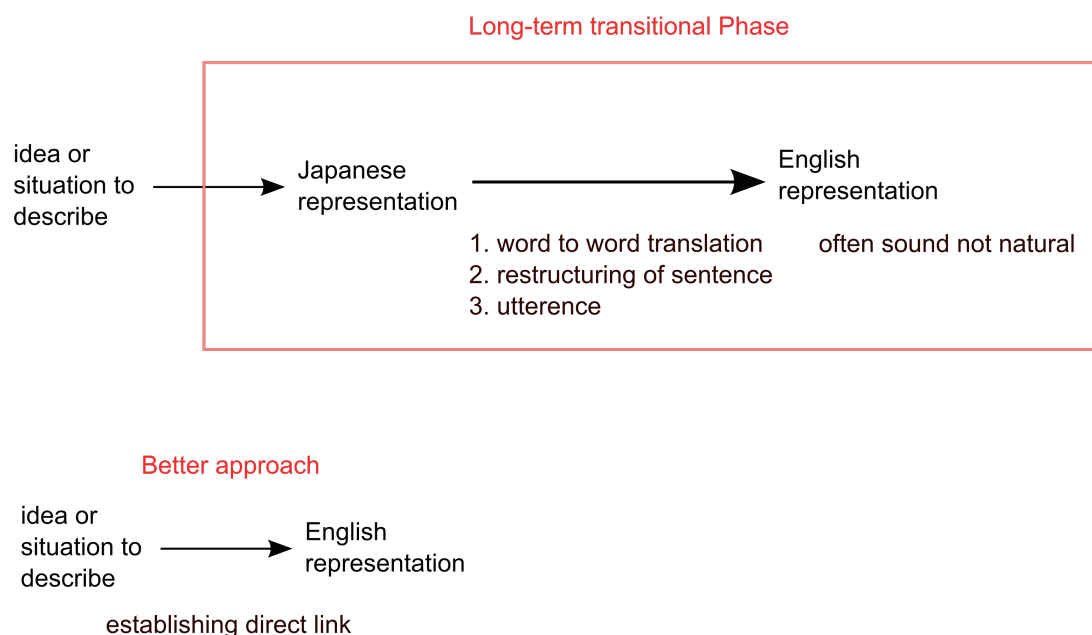 Long-term transitional Phase
idea or
situation to
describe
Japanese
representation
English
representation
1. word to word translation
2. restructuring of sentence
3. utterence
often sound not natural
Better approach
idea or
situation to
describe
English
representation
establishing direct link